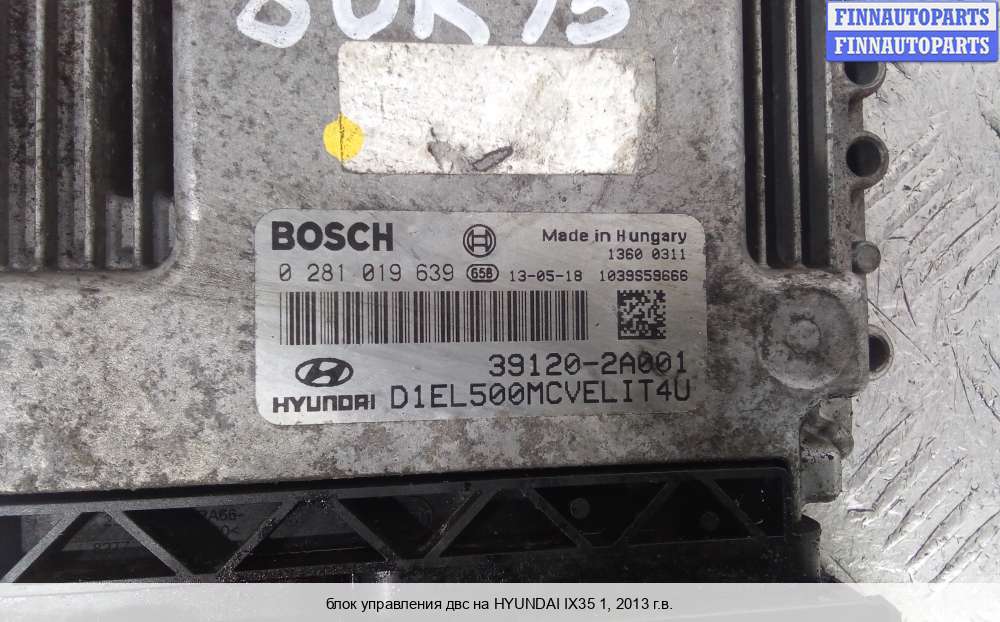 FINNAUTOPARTS
FINNAUTOPARTS
BOSCH
Made in Hungary
1360 0311
0 281 019 639 658 13-05-18 1039S59666
39120-2A001
HYUNDAI D1EL500MCVELIT4U
блок управления двс на HYUNDAI IX35 1, 2013 г.в.